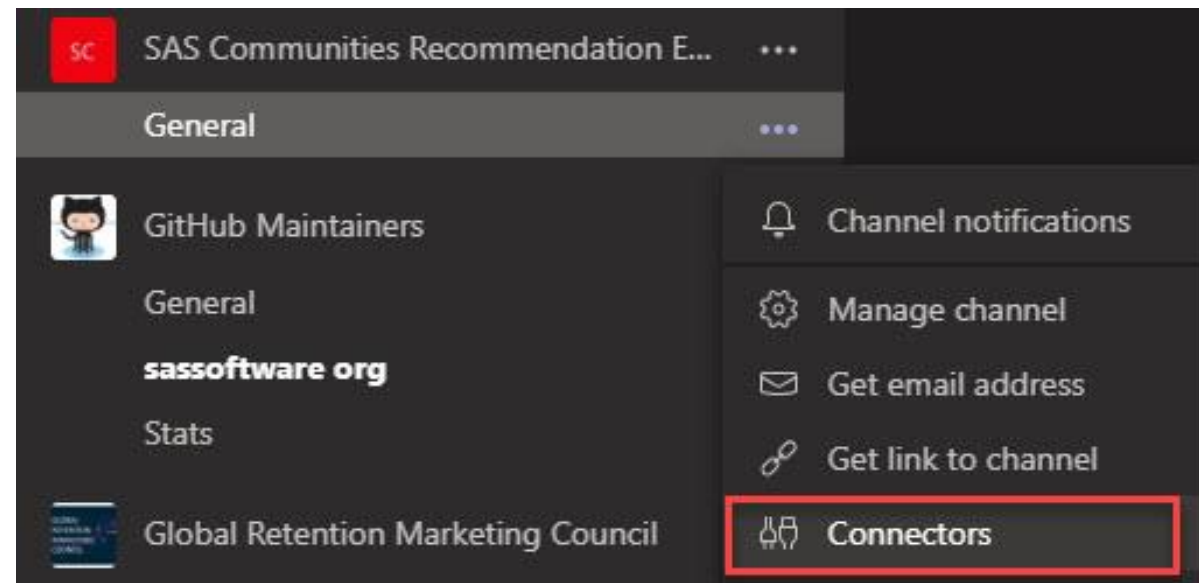 SC
SAS Communities Recommendation E...
General
GitHub Maintainers
General
sassoftware org
Stats
Global Retention Marketing Council
Channel notifications
Manage channel
Get email address
Get link to channel
Connectors